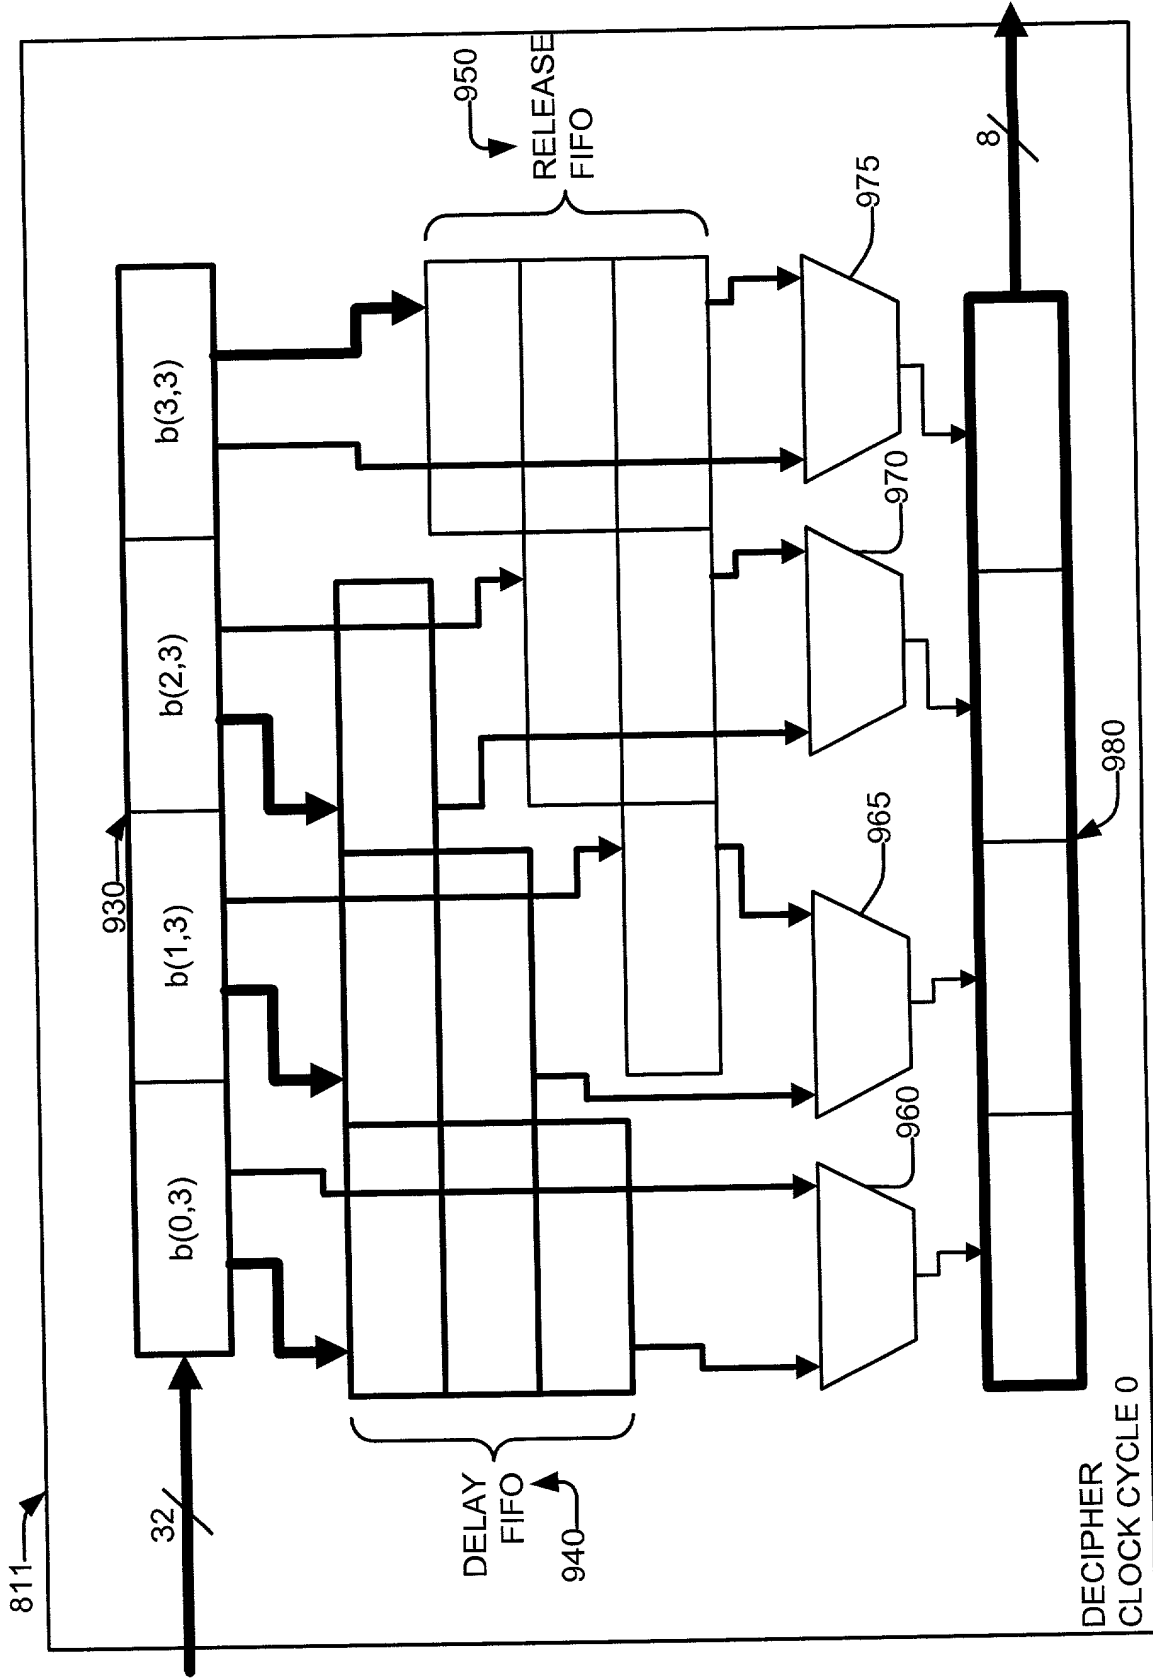 811
32
930
b(0,3)
b(1,3)
b(2,3)
b(3,3)
DELAY
FIFO
940
950
RELEASE
FIFO
960
965
970
975
980
8
DECIPHER
CLOCK CYCLE 0